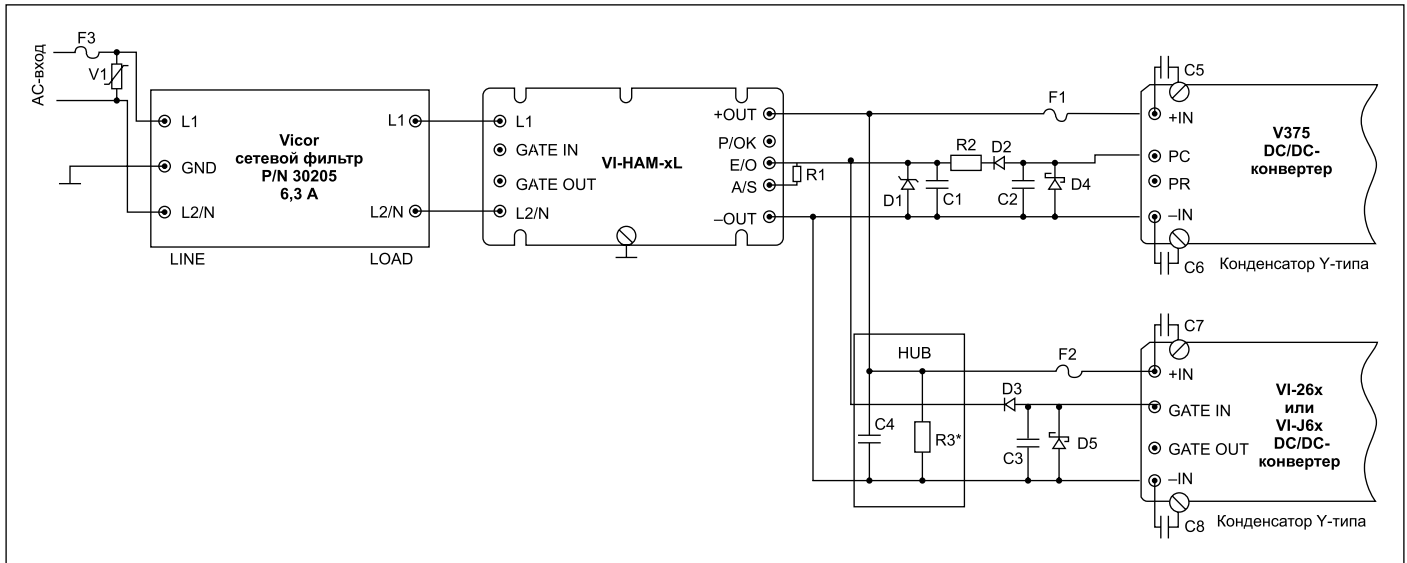 АС-вход
F3
V1
L1
GND
L2/N
Vicor
сетевой фильтр
P/N 30205
6,3 А
L1
L2/N
LINE
LOAD
L1
GATE IN
GATE OUT
L2/N
VI-HAM-xL
+OUT
P/OK
E/O
A/S
–OUT
R1
D1
C1
R2
D2
C2
D4
F1
C5
+IN
PC
PR
–IN
V375
DC/DC-
конвертер
C6
Конденсатор Y-типа
HUB
C4
R3*
F2
D3
C3
D5
C7
+IN
GATE IN
GATE OUT
–IN
VI-26x
или
VI-J6x
DC/DC-
конвертер
C8
Конденсатор Y-типа